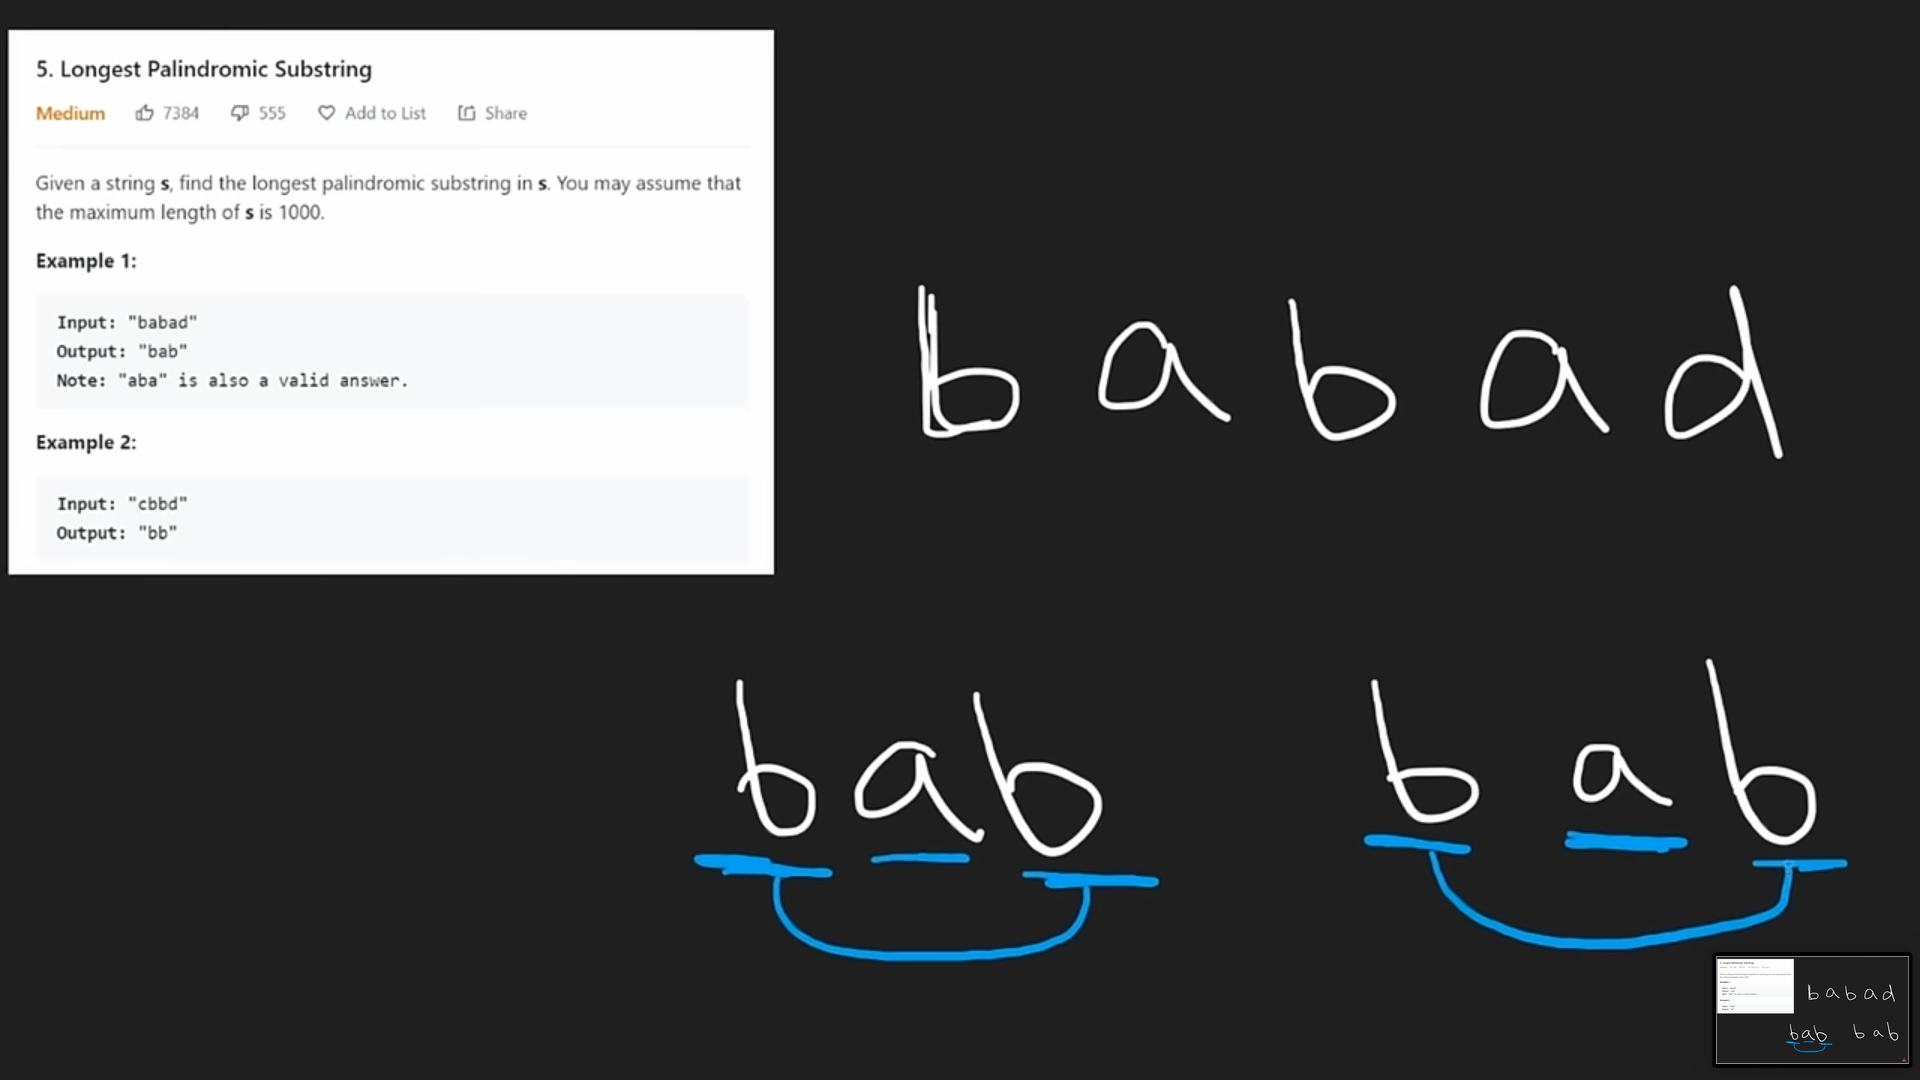 5. Longest Palindromic Substring
Medium 7384 555 Add to List Share
Given a string s, find the longest palindromic substring in s. You may assume that
the maximum length of s is 1000.
Example 1:
Input: "babad"
Output: "bab"
Note: "aba" is also a valid answer.
Example 2:
Input: "cbbd"
Output: "bb"
b a b a d
bab b a b
b a b a d
bab b a b